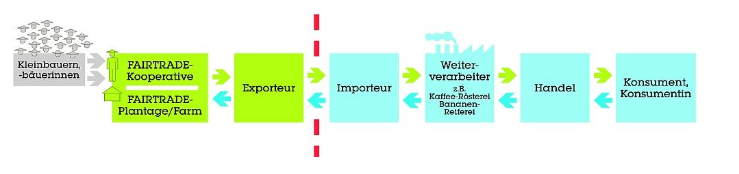 Kleinbauern,
-bäuerinnen
FAIRTRADE-
Kooperative
FAIRTRADE-
Plantage/Farm
Exporteur
Importeur
Weiter-
verarbeiter
z.B.
Kaffee-Rösterei
Bananen-
Reiferei
Handel
Konsument,
Konsumentin